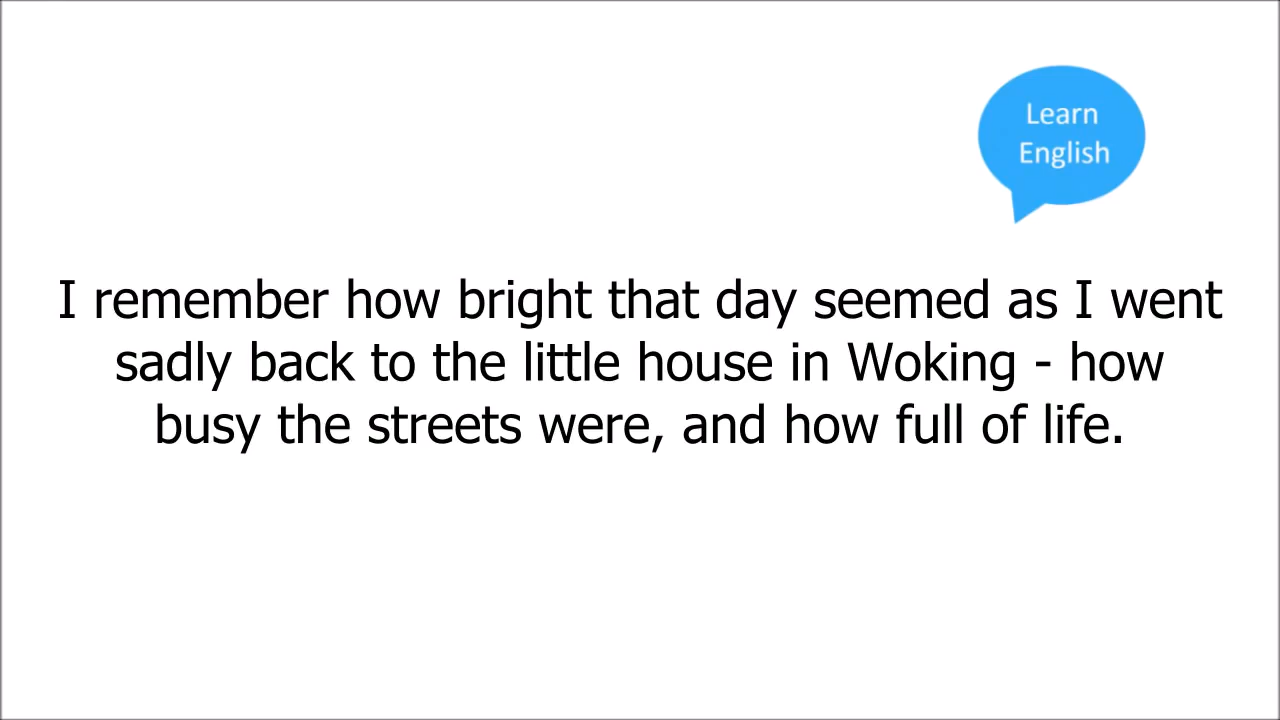 Learn
English
I remember how bright that day seemed as I went
sadly back to the little house in Woking - how
busy the streets were, and how full of life.